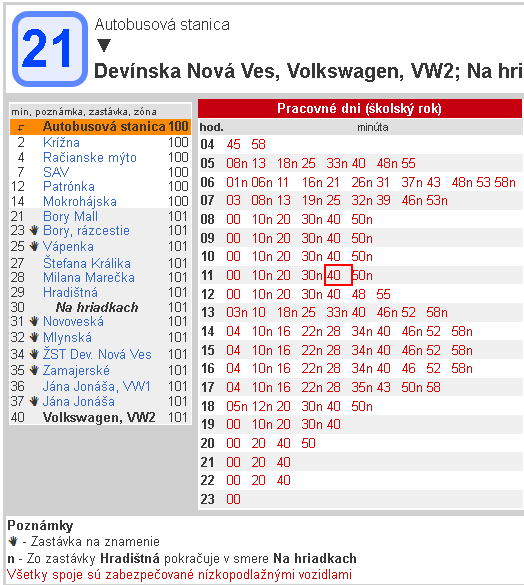 21
Autobusová stanica
▼
Devínska Nová Ves, Volkswagen, VW2; Na hri
min, poznámka, zastávka, zóna
Autobusová stanica 100
2 Krížna 100
4 Račianske mýto 100
7 SAV 100
12 Patrónka 100
14 Mokrohájska 100
21 Bory Mall 101
23 Bory, rázcestie 101
25 Vápenka 101
27 Štefana Králika 101
28 Milana Marečka 101
29 Hradištná 101
30 Na hriadkach 101
31 Novoveská 101
32 Mlynská 101
34 ŽST Dev. Nová Ves 101
35 Zamajerské 101
36 Jána Jonáša, VW1 101
37 Jána Jonáša 101
40 Volkswagen, VW2 101
Pracovné dni (školský rok)
hod. minúta
04 45 58
05 08n 13 18n 25 33n 40 48n 55
06 01n 06n 11 16n 21 26n 31 37n 43 48n 53 58n
07 03 08n 13 19n 25 32n 39 46n 53n
08 00 10n 20 30n 40 50n
09 00 10n 20 30n 40 50n
10 00 10n 20 30n 40 50n
11 00 10n 20 30n 40 50n
12 00 10n 20 30n 40 48 55
13 03n 10 18n 25 33n 40 46n 52 58n
14 04 10n 16 22n 28 34n 40 46n 52 58n
15 04 10n 16 22n 28 34n 40 46n 52 58n
16 04 10n 16 22n 28 34n 40 46 52 58n
17 04 10n 16 22n 28 35n 43 50n 58
18 05n 12n 20 30n 40 50n
19 00 10n 20 30n 40
20 00 20 40 50
21 00 20 40
22 00 20 40
23 00
Poznámky
- Zastávka na znamenie
n - Zo zastávky Hradištná pokračuje v smere Na hriadkach
Všetky spoje sú zabezpečované nízkopodlažnými vozidlami